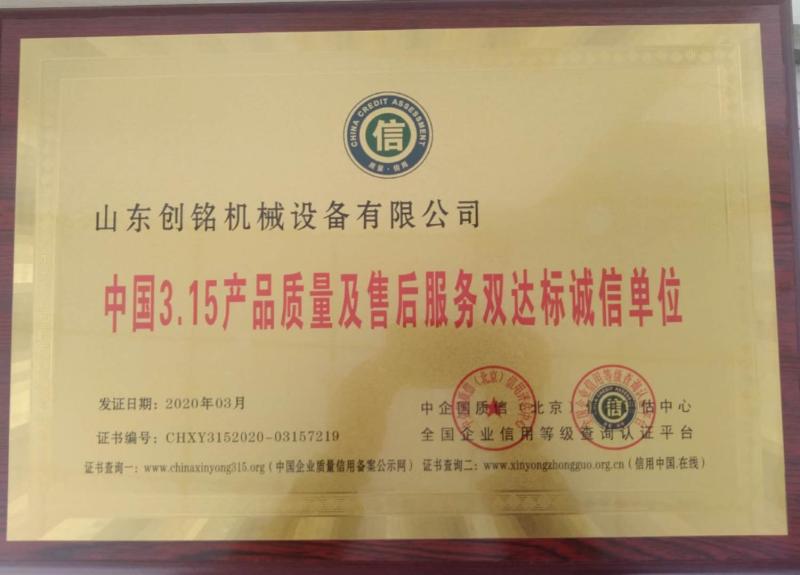 CHINA CREDIT ASSESSMENT
信
质量·信用
山东创铭机械设备有限公司
中国3.15产品质量及售后服务双达标诚信单位
发证日期：2020年03月
中企国质信（北京）信 估中心
证书编号：CHXY3152020-03157219
全国企业信用等级查询认证平台
证书查询一：www.chinaxinyong315.org（中国企业质量信用备案公示网）
证书查询二：www.xinyongzhongguo.org.cn（信用中国.在线）